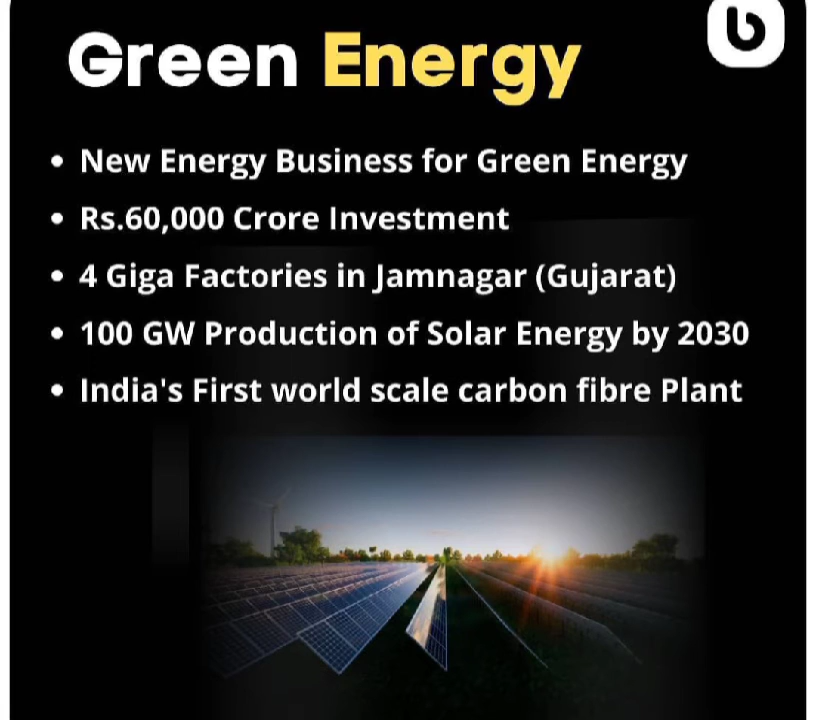 Green Energy
• New Energy Business for Green Energy
• Rs.60,000 Crore Investment
• 4 Giga Factories in Jamnagar (Gujarat)
• 100 GW Production of Solar Energy by 2030
• India's First world scale carbon fibre Plant